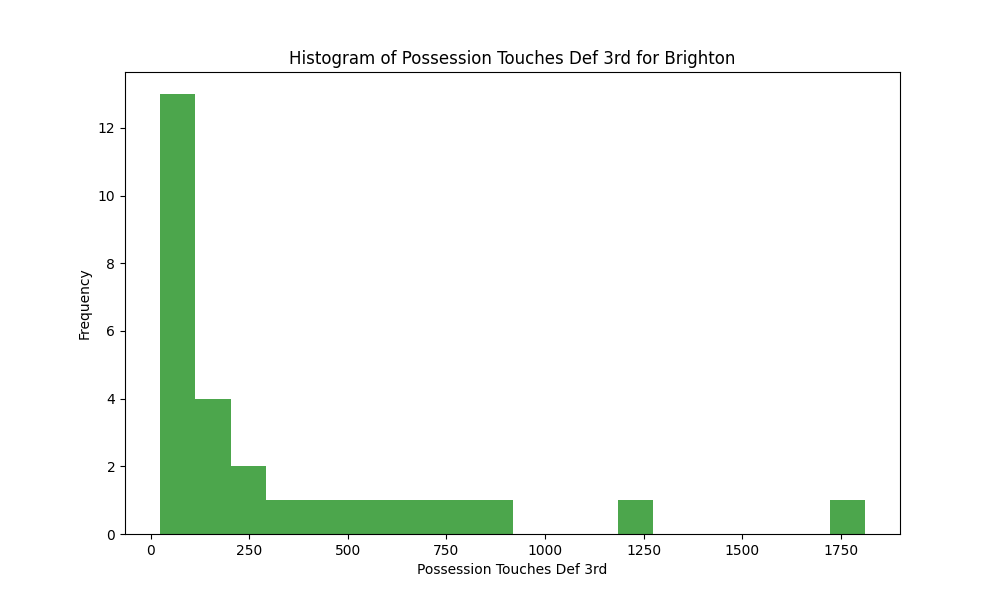 Histogram of Possession Touches Def 3rd for Brighton
12
10
8
6
4
2
0
Frequency
0 250 500 750 1000 1250 1500 1750
Possession Touches Def 3rd